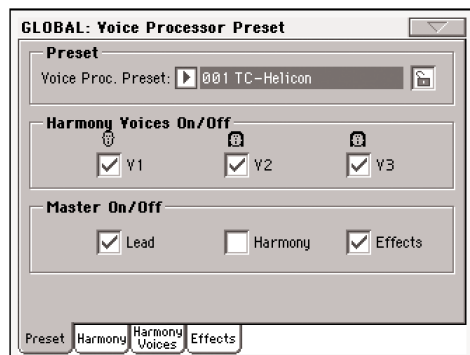 GLOBAL: Voice Processor Preset
Preset
Voice Proc. Preset: 001 TC-Helicon
Harmony Voices On/Off
V1 V2 V3
Master On/Off
Lead Harmony Effects
Preset Harmony Harmony Voices Effects